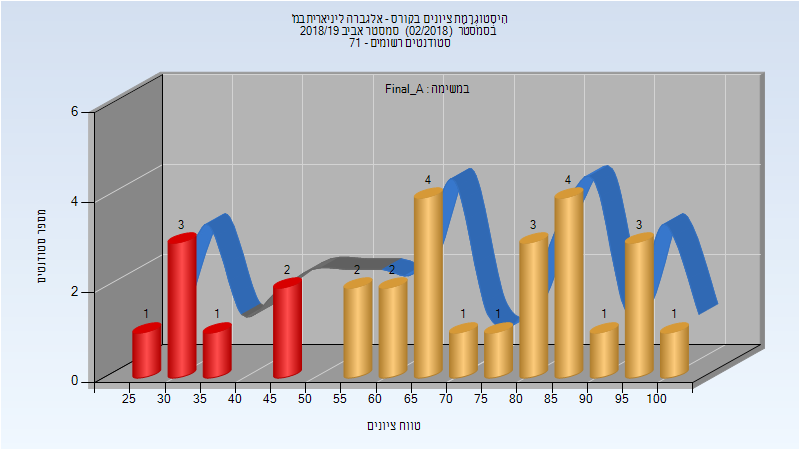 היסטוגרמת ציונים בקורס - אלגברה ליניארית במ'
בסמסטר (02/2018) סמסטר אביב 2018/19
סטודנטים רשומים - 71
במשימה : Final_A
מספר סטודנטים
6
4
2
0
1
3
1
2
2
2
4
1
1
3
4
1
3
1
25 30 35 40 45 50 55 60 65 70 75 80 85 90 95 100
טווח ציונים